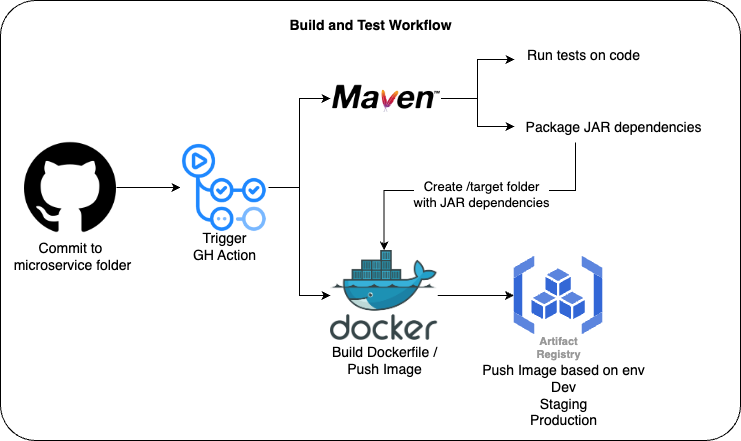 Build and Test Workflow
Run tests on code
Maven™
Package JAR dependencies
Create /target folder
with JAR dependencies
Commit to
microservice folder
Trigger
GH Action
docker
Build Dockerfile /
Push Image
Artifact
Registry
Push Image based on env
Dev
Staging
Production